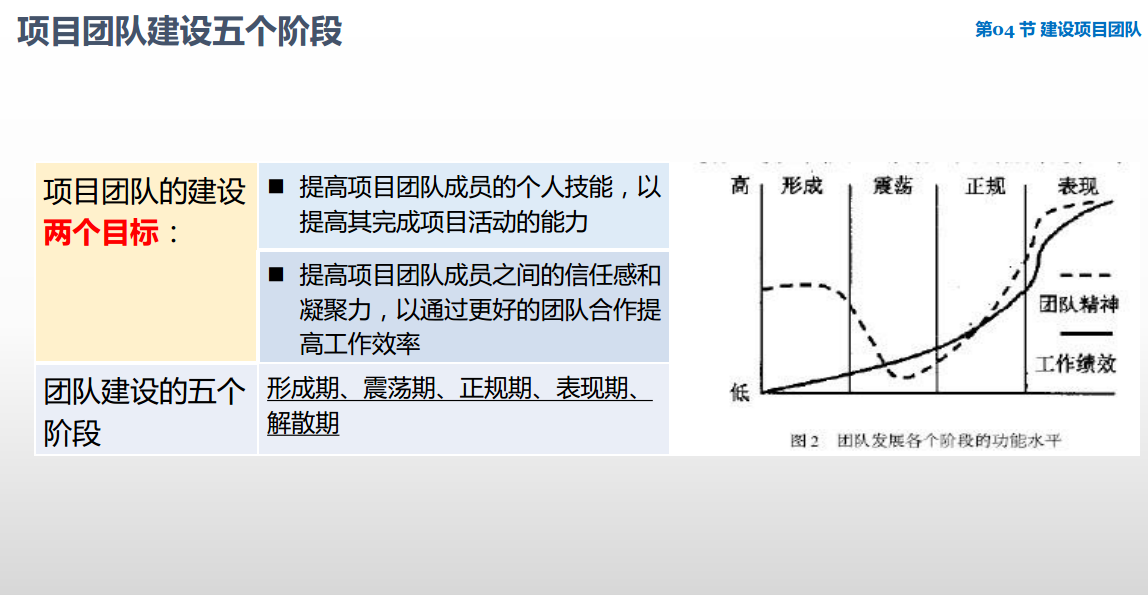 项目团队建设五个阶段
第04 节 建设项目团队
项目团队的建设
两个目标：
■ 提高项目团队成员的个人技能，以
提高其完成项目活动的能力
■ 提高项目团队成员之间的信任感和
凝聚力，以通过更好的团队合作提
高工作效率
团队建设的五个
阶段
形成期、震荡期、正规期、表现期、
解散期
高 形成 震荡 正规 表现
团队精神
工作绩效
低
图 2 团队发展各个阶段的功能水平